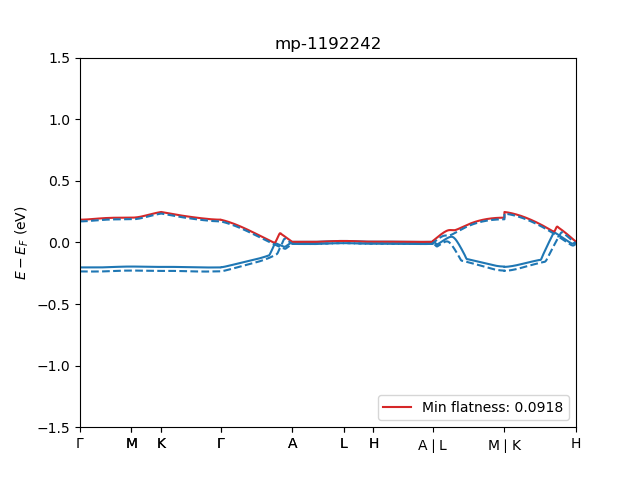 mp-1192242
1.5
1.0
0.5
0.0
−0.5
−1.0
−1.5
E − E_F (eV)
Min flatness: 0.0918
Γ M K Γ A L H A | L M | K H